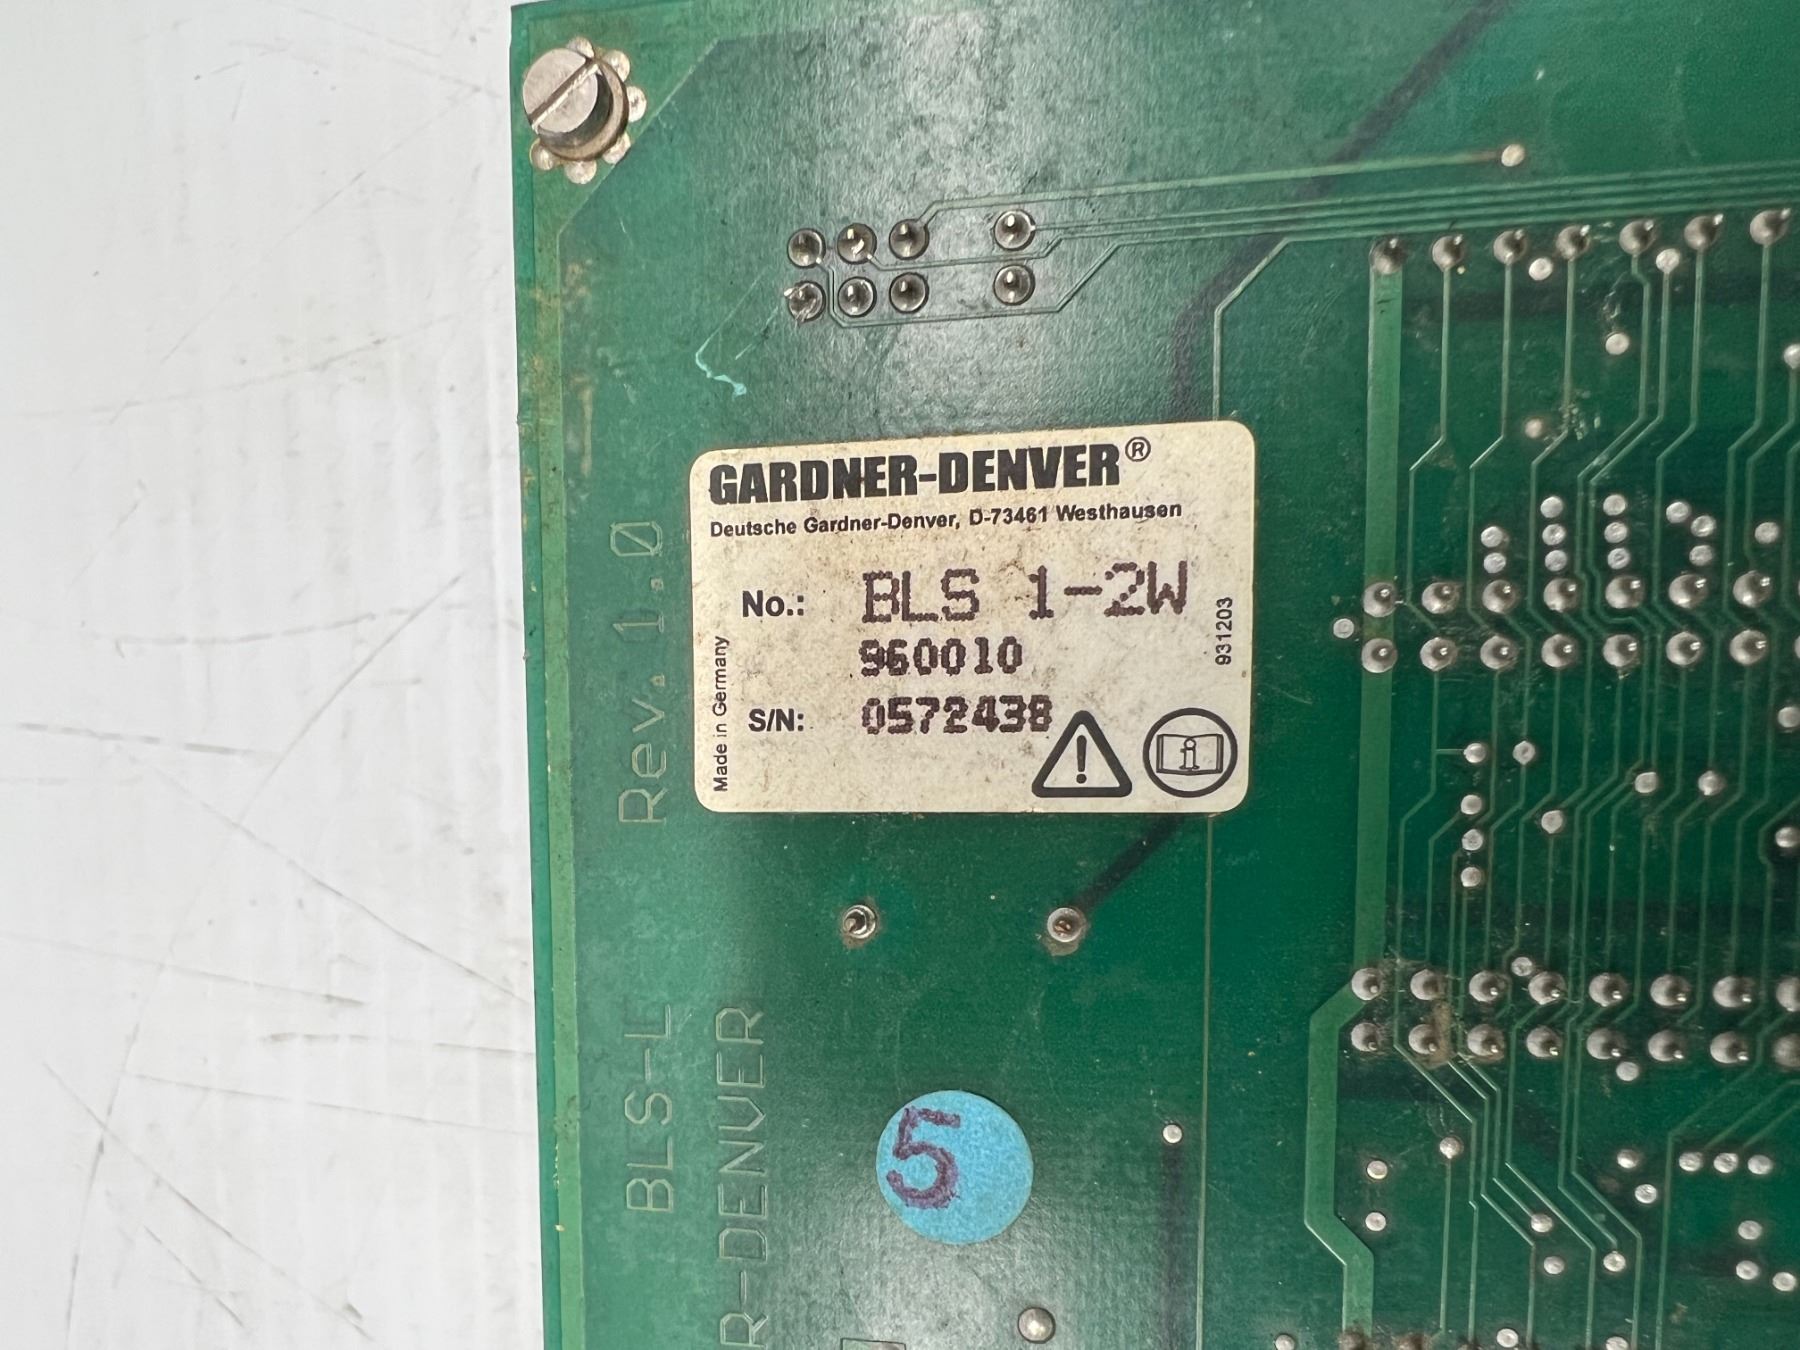 GARDNER-DENVER®
Deutsche Gardner-Denver, D-73461 Westhausen
No.: BLS 1-2W
960010
S/N: 0572438
Made in Germany
931203
Rev. 1.0
BLS-L
R-DENVER
5